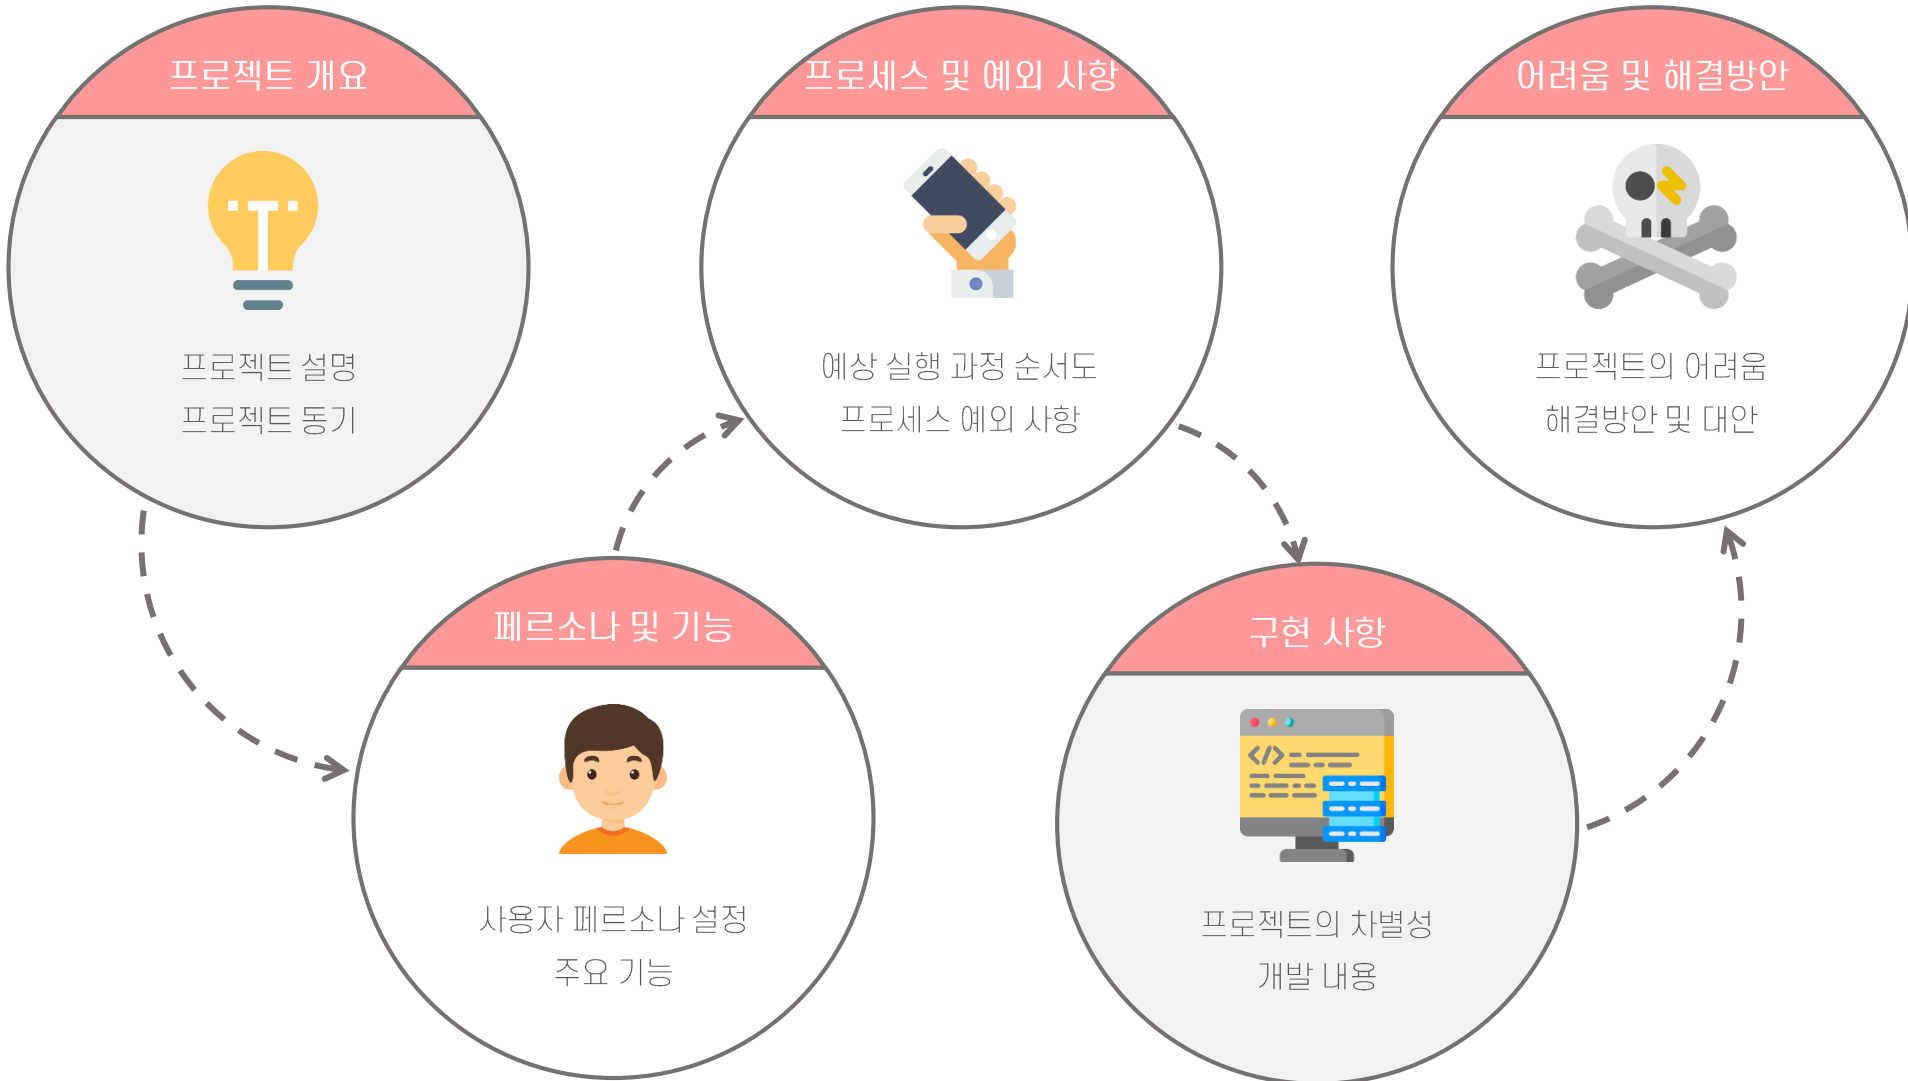 프로젝트 개요
프로젝트 설명
프로젝트 동기
페르소나 및 기능
사용자 페르소나 설정
주요 기능
프로세스 및 예외 사항
예상 실행 과정 순서도
프로세스 예외 사항
구현 사항
</>
프로젝트의 차별성
개발 내용
어려움 및 해결방안
프로젝트의 어려움
해결방안 및 대안